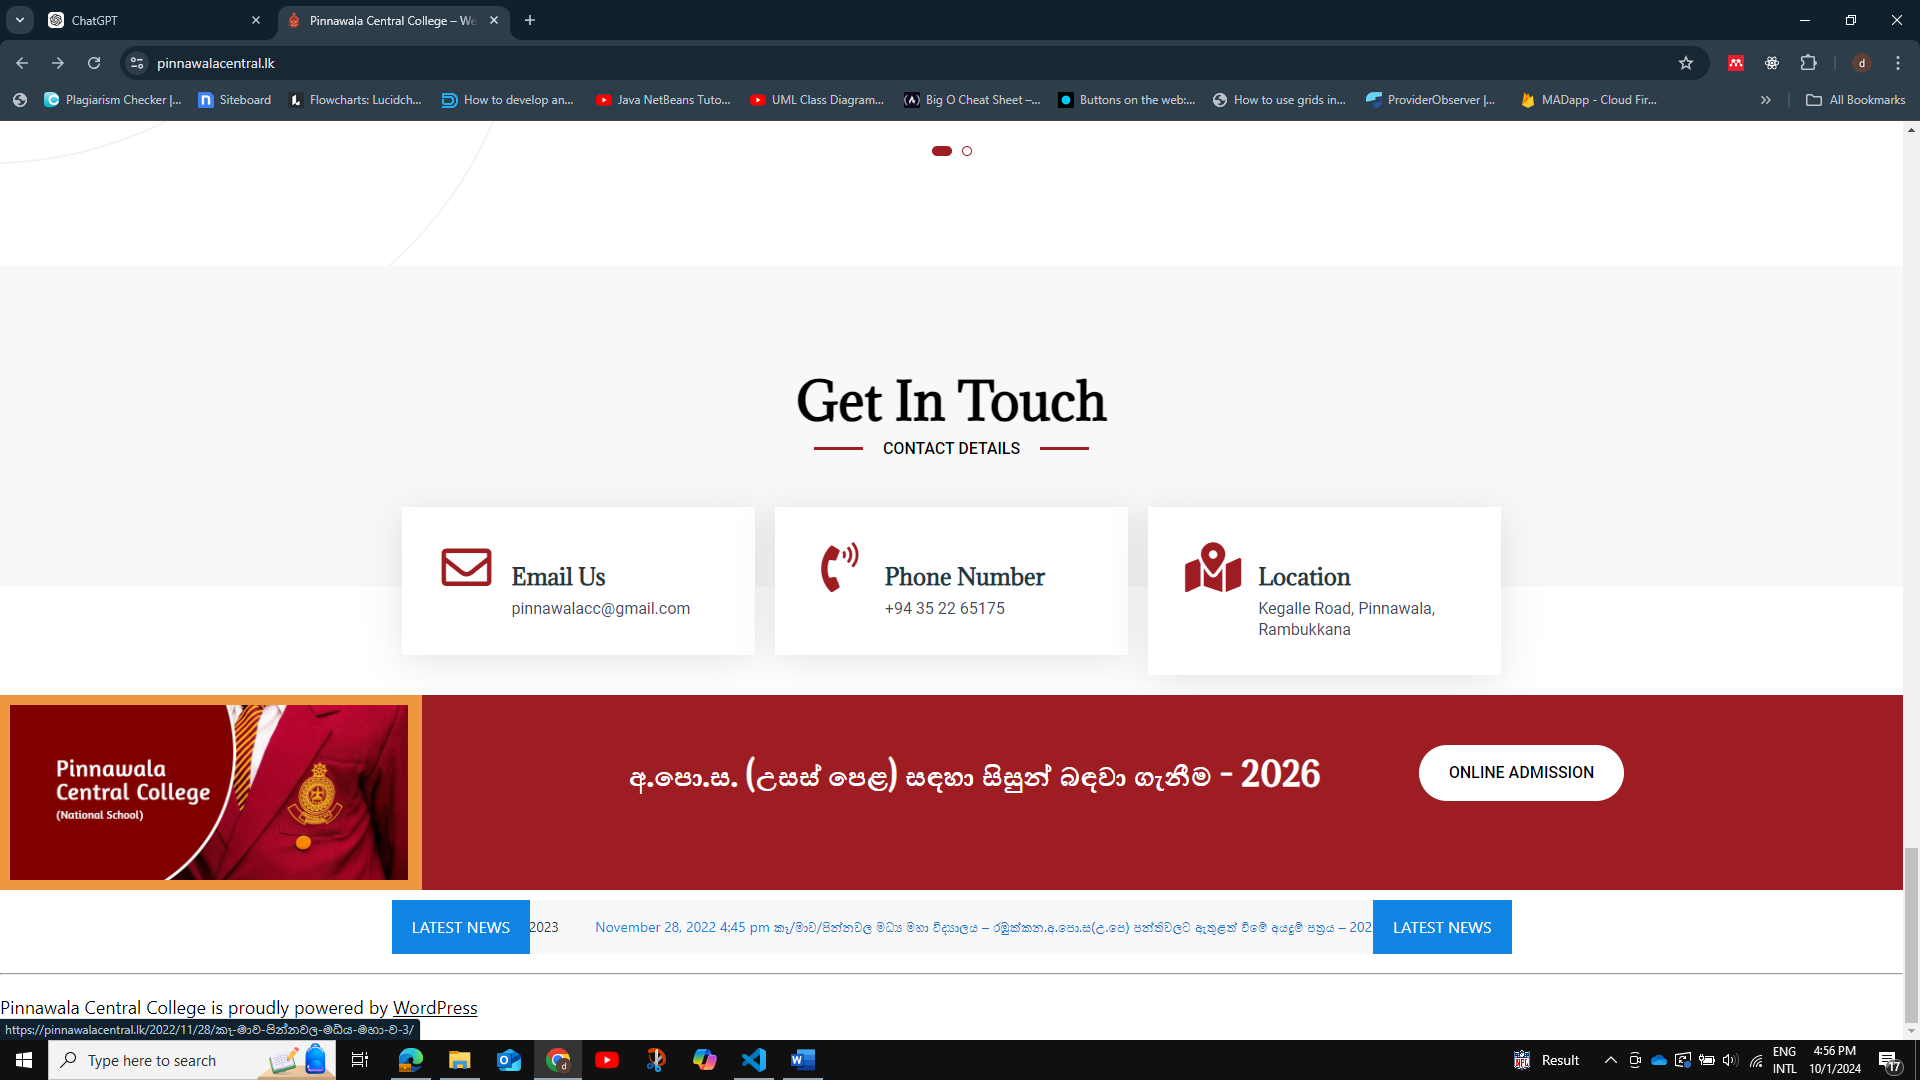 ChatGPT
Pinnawala Central College – We
pinnawalacentral.lk
d
Plagiarism Checker |...
Siteboard
Flowcharts: Lucidch...
How to develop an...
Java NetBeans Tuto...
UML Class Diagram...
Big O Cheat Sheet –...
Buttons on the web:...
How to use grids in...
ProviderObserver |...
MADapp - Cloud Fir...
All Bookmarks
Get In Touch
CONTACT DETAILS
Email Us
pinnawalacc@gmail.com
Phone Number
+94 35 22 65175
Location
Kegalle Road, Pinnawala,
Rambukkana
Pinnawala
Central College
(National School)
අ.පො.ස. (උසස් පෙළ) සඳහා සිසුන් බඳවා ගැනීම - 2026
ONLINE ADMISSION
LATEST NEWS
2023
November 28, 2022 4:45 pm කෑ/මාව/පින්නවල මධ්‍ය මහා විද්‍යාලය – රඹුක්කන.අ.පො.ස(උ.පෙ) පන්තිවලට ඇතුළත් වීමේ අයදුම් පත්‍රය – 202
LATEST NEWS
Pinnawala Central College is proudly powered by WordPress
https://pinnawalacentral.lk/2022/11/28/කෑ-මාව-පින්නවල-මධ්‍ය-මහා-ව-3/
Type here to search
Result
ENG
INTL
4:56 PM
10/1/2024
17